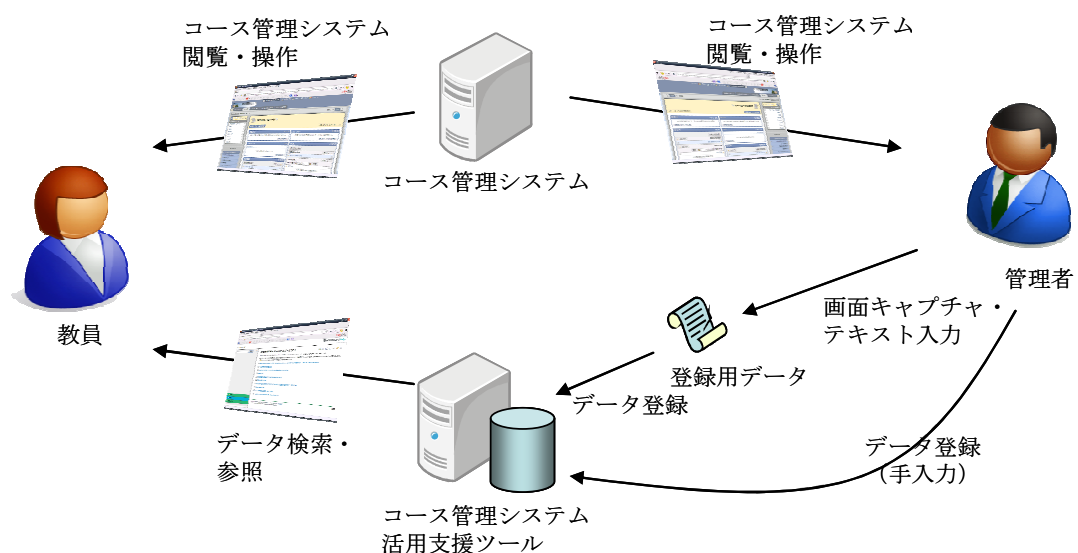 コース管理システム
閲覧・操作
コース管理システム
閲覧・操作
コース管理システム
教員
管理者
画面キャプチャ・
テキスト入力
登録用データ
データ登録
データ検索・
参照
データ登録
（手入力）
コース管理システム
活用支援ツール